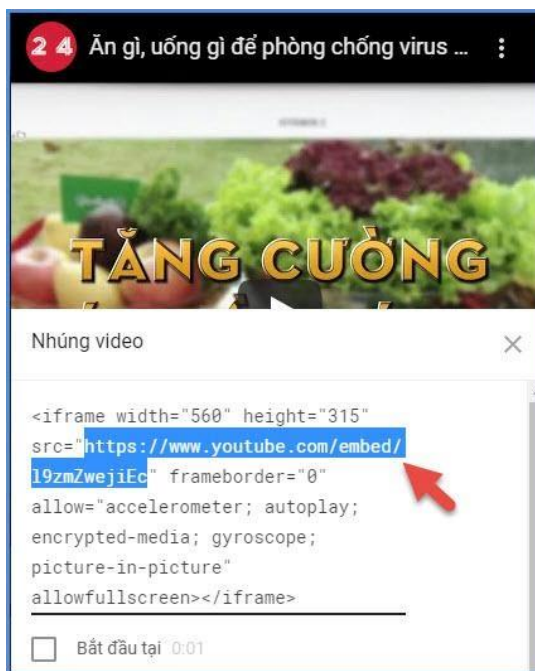 24 Ăn gì, uống gì để phòng chống virus ...
TĂNG CƯỜNG
Nhúng video
<iframe width="560" height="315"
src="https://www.youtube.com/embed/
l9zmZwejiEc" frameborder="0"
allow="accelerometer; autoplay;
encrypted-media; gyroscope;
picture-in-picture"
allowfullscreen></iframe>
Bắt đầu tại 0:01